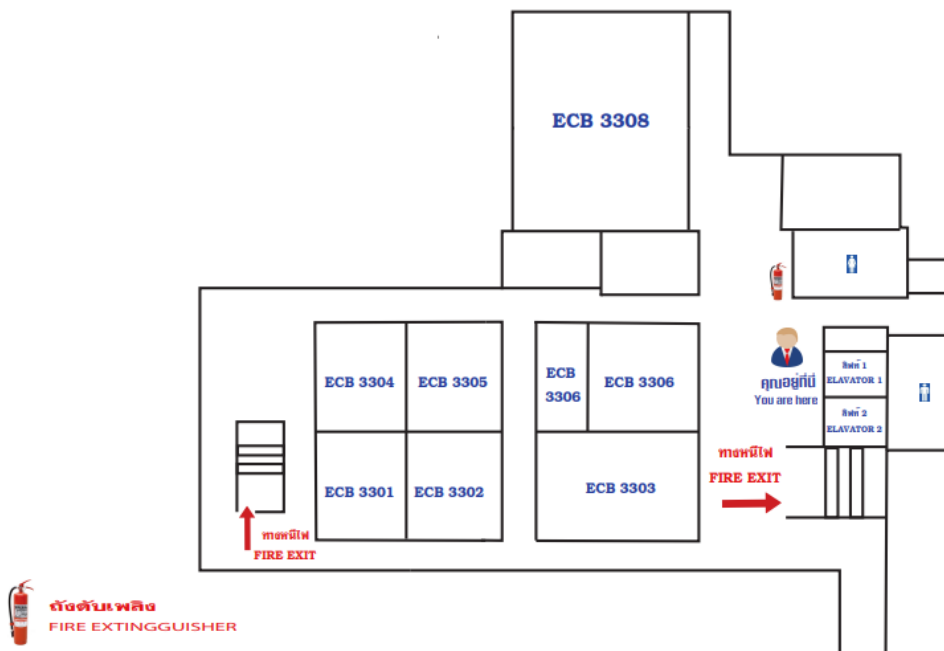 ECB 3308
ECB 3304
ECB 3305
ECB
3306
ECB 3306
คุณอยู่ที่นี่
You are here
ลิฟท์ 1
ELAVATOR 1
ลิฟท์ 2
ELAVATOR 2
ECB 3301
ECB 3302
ECB 3303
ทางหนีไฟ
FIRE EXIT
ทางหนีไฟ
FIRE EXIT
ถังดับเพลิง
FIRE EXTINGGUISHER